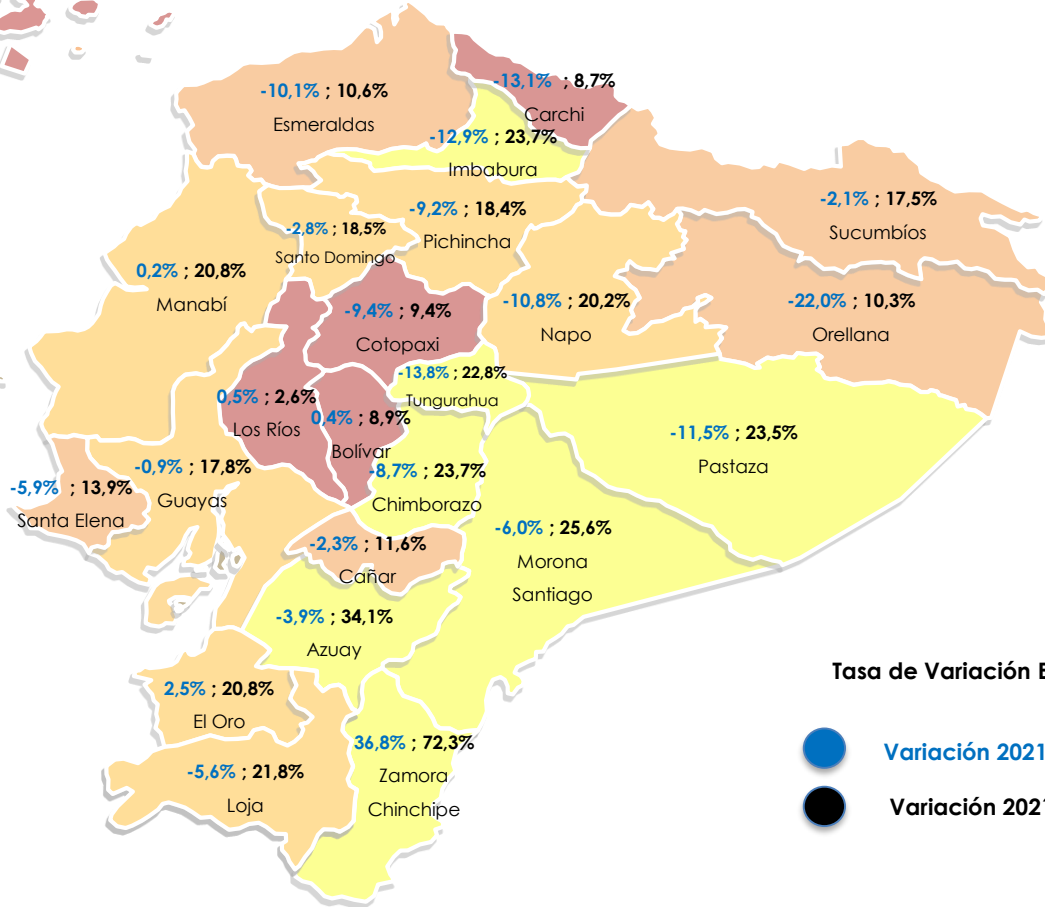 -13,1% ; 8,7%
Carchi
-10,1% ; 10,6%
Esmeraldas
-12,9% ; 23,7%
Imbabura
-2,1% ; 17,5%
Sucumbíos
-9,2% ; 18,4%
Pichincha
-2,8% ; 18,5%
Santo Domingo
0,2% ; 20,8%
Manabí
-10,8% ; 20,2%
Napo
-22,0% ; 10,3%
Orellana
-9,4% ; 9,4%
Cotopaxi
-13,8% ; 22,8%
Tungurahua
0,5% ; 2,6%
Los Ríos
0,4% ; 8,9%
Bolívar
-11,5% ; 23,5%
Pastaza
-0,9% ; 17,8%
Guayas
-8,7% ; 23,7%
Chimborazo
-5,9% ; 13,9%
Santa Elena
-6,0% ; 25,6%
Morona
Santiago
-2,3% ; 11,6%
Cañar
-3,9% ; 34,1%
Azuay
2,5% ; 20,8%
El Oro
36,8% ; 72,3%
Zamora
Chinchipe
-5,6% ; 21,8%
Loja
Tasa de Variación E
Variación 2021
Variación 2021